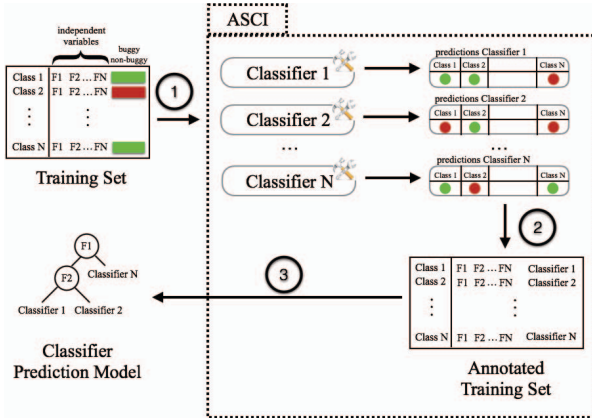 ASCI
independent
variables
buggy
non-buggy
Class 1 F1 F2 ... FN
Class 2 F1 F2 ... FN
Class N F1 F2 ... FN
Training Set
1
Classifier 1
predictions Classifier 1
Class 1 Class 2 Class N
Classifier 2
predictions Classifier 2
Class 1 Class 2 Class N
...
...
Classifier N
predictions Classifier N
Class 1 Class 2 Class N
2
Class 1 F1 F2 ... FN Classifier 1
Class 2 F1 F2 ... FN Classifier 2
Class N F1 F2 ... FN Classifier N
Annotated
Training Set
3
F1
F2
Classifier N
Classifier 1 Classifier 2
Classifier
Prediction Model